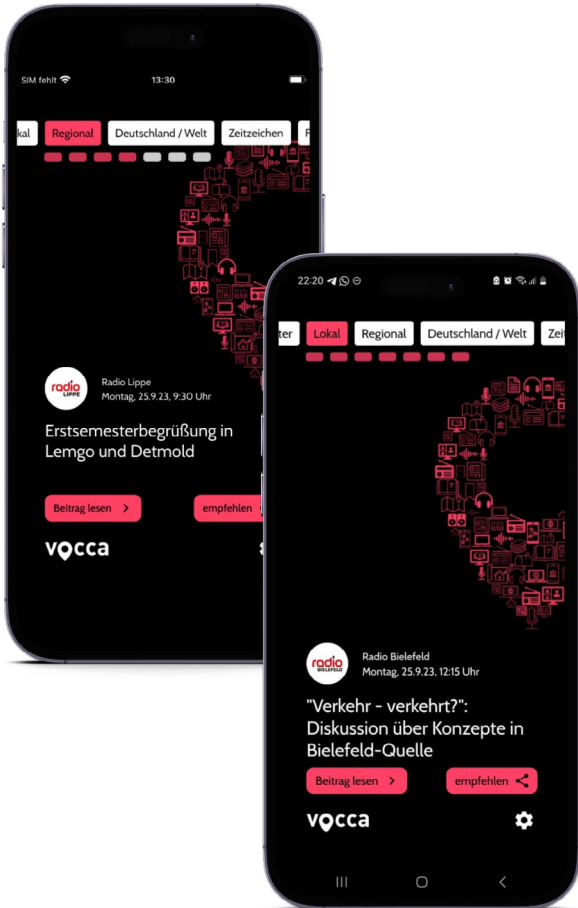 SIM fehlt
13:30
kal
Regional
Deutschland / Welt
Zeitzeichen
F
radio
LIPPE
Radio Lippe
Montag, 25.9.23, 9:30 Uhr
Erstsemesterbegrüßung in
Lemgo und Detmold
Beitrag lesen
empfehlen
vocca
22:20
ter
Lokal
Regional
Deutschland / Welt
Zei
radio
BIELEFELD
Radio Bielefeld
Montag, 25.9.23, 12:15 Uhr
"Verkehr - verkehrt?":
Diskussion über Konzepte in
Bielefeld-Quelle
Beitrag lesen
empfehlen
vocca